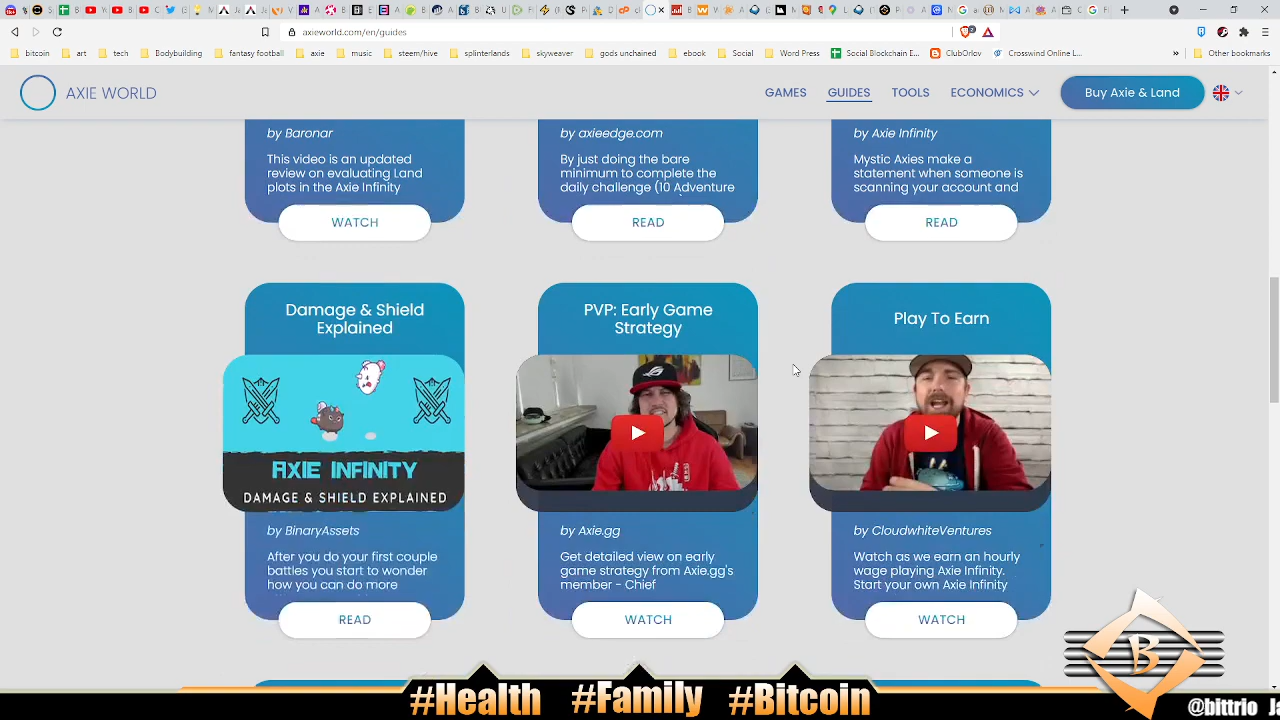 axieworld.com/en/guides
bitcoin
art
tech
Bodybuilding
fantasy football
axie
music
steem/hive
splinterlands
skyweaver
gods unchained
ebook
Social
Word Press
Social Blockchain E...
ClubOrlov
Crosswind Online L...
»
Other bookmarks
AXIE WORLD
GAMES
GUIDES
TOOLS
ECONOMICS
Buy Axie & Land
by Baronar
This video is an updated
review on evaluating Land
plots in the Axie Infinity
WATCH
by axieedge.com
By just doing the bare
minimum to complete the
daily challenge (10 Adventure
READ
by Axie Infinity
Mystic Axies make a
statement when someone is
scanning your account and
READ
Damage & Shield
Explained
AXIE INFINITY
DAMAGE & SHIELD EXPLAINED
by BinaryAssets
After you do your first couple
battles you start to wonder
how you can do more
READ
PVP: Early Game
Strategy
by Axie.gg
Get detailed view on early
game strategy from Axie.gg's
member - Chief
WATCH
Play To Earn
by CloudwhiteVentures
Watch as we earn an hourly
wage playing Axie Infinity.
Start your own Axie Infinity
WATCH
B
#Health #Family #Bitcoin
@bittrio